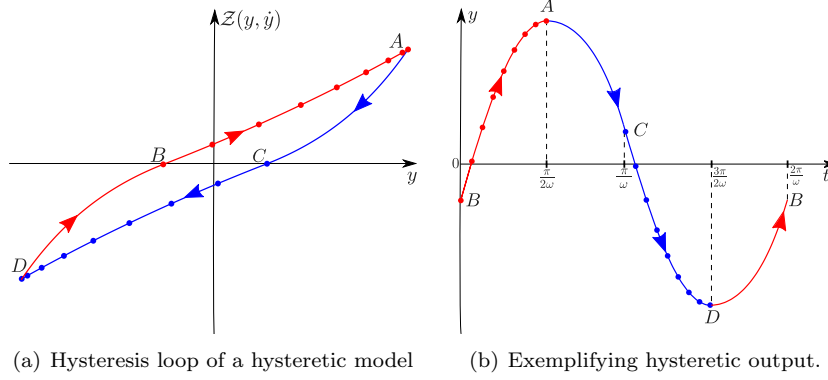 𝒵(y, ẏ)
A
B
C
y
D
(a) Hysteresis loop of a hysteretic model
y
A
C
0
π/2ω
π/ω
3π/2ω
2π/ω
t
B
B
D
(b) Exemplifying hysteretic output.